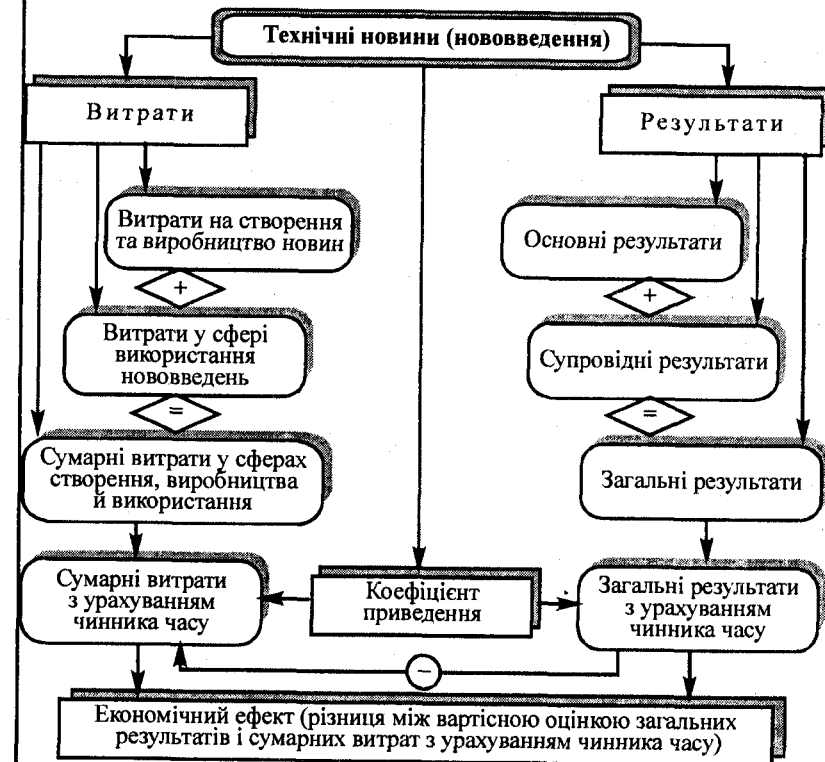 Технічні новини (нововведення)
Витрати
Результати
Витрати на створення
та виробництво новин
+
Витрати у сфері
використання
нововведень
=
Сумарні витрати у сферах
створення, виробництва
й використання
Сумарні витрати
з урахуванням
чинника часу
Основні результати
+
Супровідні результати
=
Загальні результати
Загальні результати
з урахуванням
чинника часу
Коефіцієнт
приведення
−
Економічний ефект (різниця між вартісною оцінкою загальних
результатів і сумарних витрат з урахуванням чинника часу)